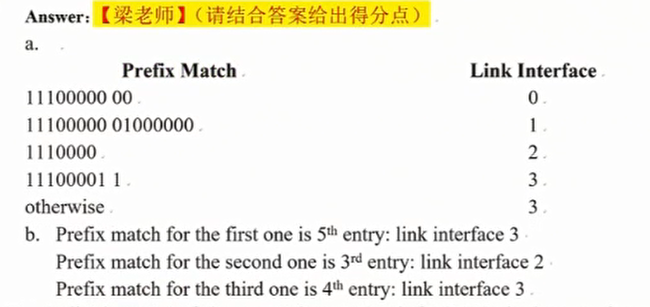 Answer:【梁老师】（请结合答案给出得分点）
a.
Prefix Match Link Interface
11100000 00 0
11100000 01000000 1
1110000 2
11100001 1 3
otherwise 3
b. Prefix match for the first one is 5th entry: link interface 3
Prefix match for the second one is 3rd entry: link interface 2
Prefix match for the third one is 4th entry: link interface 3